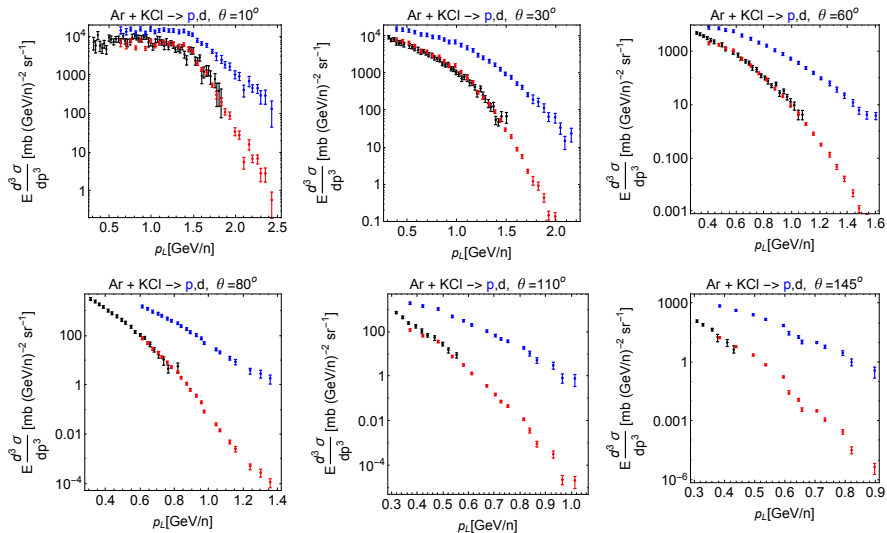 Ar + KCl -> p,d, θ =10°
E d³ σ/dp³ [mb (GeV/n)⁻² sr⁻¹]
10⁴
1000
100
10
1
0.5 1.0 1.5 2.0 2.5
p_L[GeV/n]
Ar + KCl -> p,d, θ =30°
E d³ σ/dp³ [mb (GeV/n)⁻² sr⁻¹]
10⁴
1000
100
10
1
0.1
0.5 1.0 1.5 2.0
p_L[GeV/n]
Ar + KCl -> p,d, θ =60°
E d³ σ/dp³ [mb (GeV/n)⁻² sr⁻¹]
1000
10
0.100
0.001
0.4 0.6 0.8 1.0 1.2 1.4 1.6
p_L[GeV/n]
Ar + KCl -> p,d, θ =80°
E d³ σ/dp³ [mb (GeV/n)⁻² sr⁻¹]
100
1
0.01
10⁻⁴
0.4 0.6 0.8 1.0 1.2 1.4
p_L[GeV/n]
Ar + KCl -> p,d, θ =110°
E d³ σ/dp³ [mb (GeV/n)⁻² sr⁻¹]
100
1
0.01
10⁻⁴
0.3 0.4 0.5 0.6 0.7 0.8 0.9 1.0
p_L[GeV/n]
Ar + KCl -> p,d, θ =145°
E d³ σ/dp³ [mb (GeV/n)⁻² sr⁻¹]
1000
1
0.001
10⁻⁶
0.3 0.4 0.5 0.6 0.7 0.8 0.9
p_L[GeV/n]